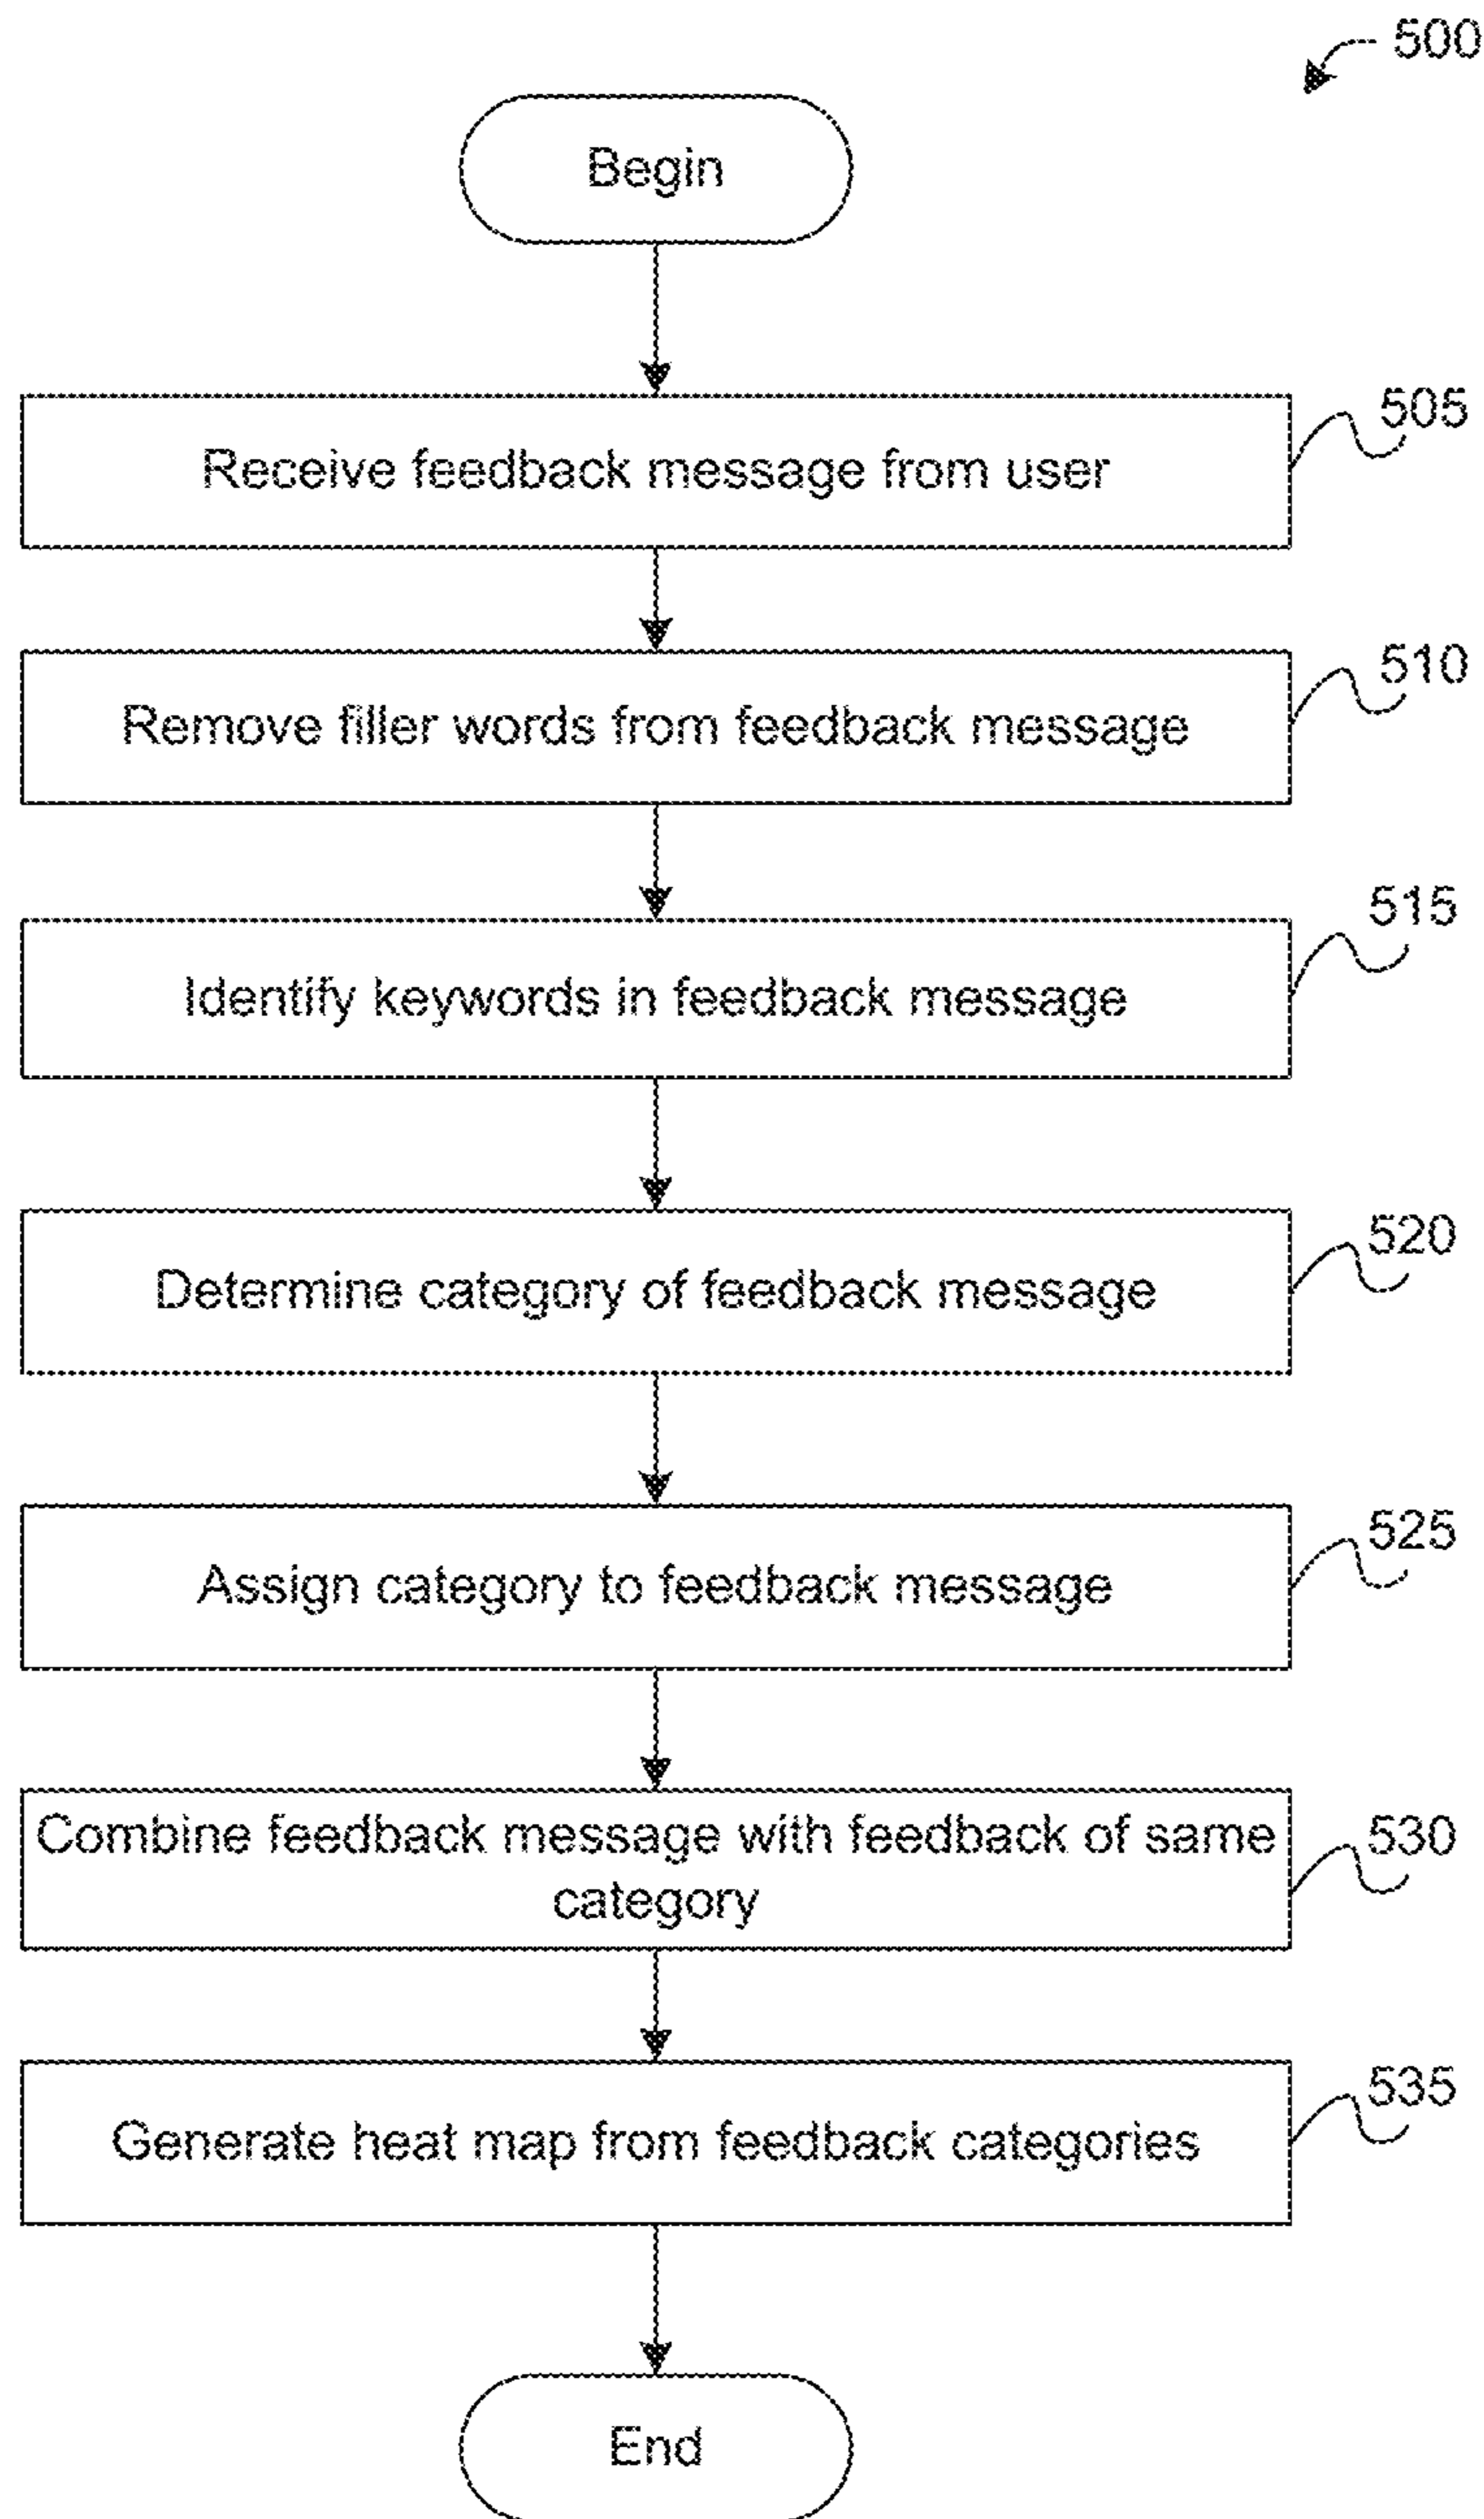 500
Begin
505
Receive feedback message from user
510
Remove filler words from feedback message
515
Identify keywords in feedback message
520
Determine category of feedback message
525
Assign category to feedback message
Combine feedback message with feedback of same
530
category
535
Generate heat map from feedback categories
End